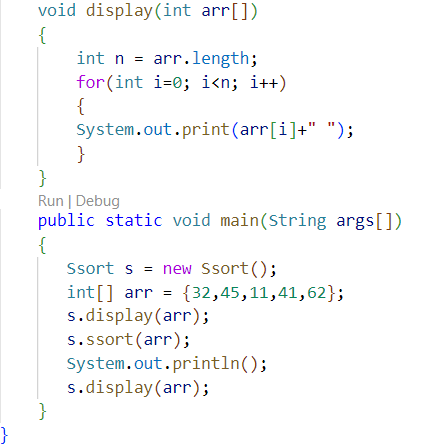 void display(int arr[])
{
int n = arr.length;
for(int i=0; i<n; i++)
{
System.out.print(arr[i]+" ");
}
}
Run | Debug
public static void main(String args[])
{
Ssort s = new Ssort();
int[] arr = {32,45,11,41,62};
s.display(arr);
s.ssort(arr);
System.out.println();
s.display(arr);
}
}